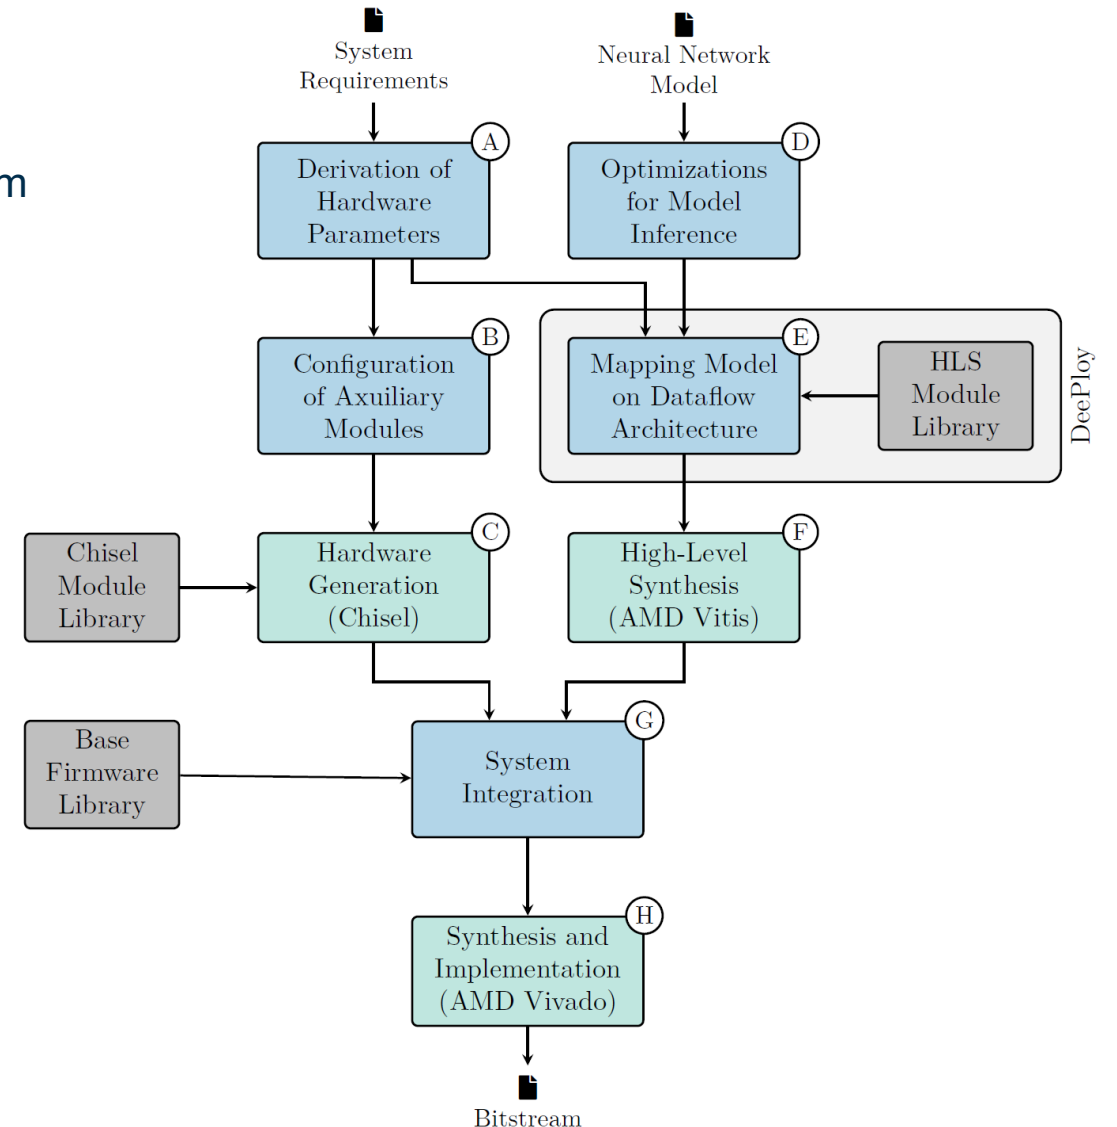 System
Requirements
Neural Network
Model
m
A
Derivation of
Hardware
Parameters
D
Optimizations
for Model
Inference
B
Configuration
of Axuiliary
Modules
E
Mapping Model
on Dataflow
Architecture
HLS
Module
Library
DeePloy
Chisel
Module
Library
C
Hardware
Generation
(Chisel)
F
High-Level
Synthesis
(AMD Vitis)
Base
Firmware
Library
G
System
Integration
H
Synthesis and
Implementation
(AMD Vivado)
Bitstream